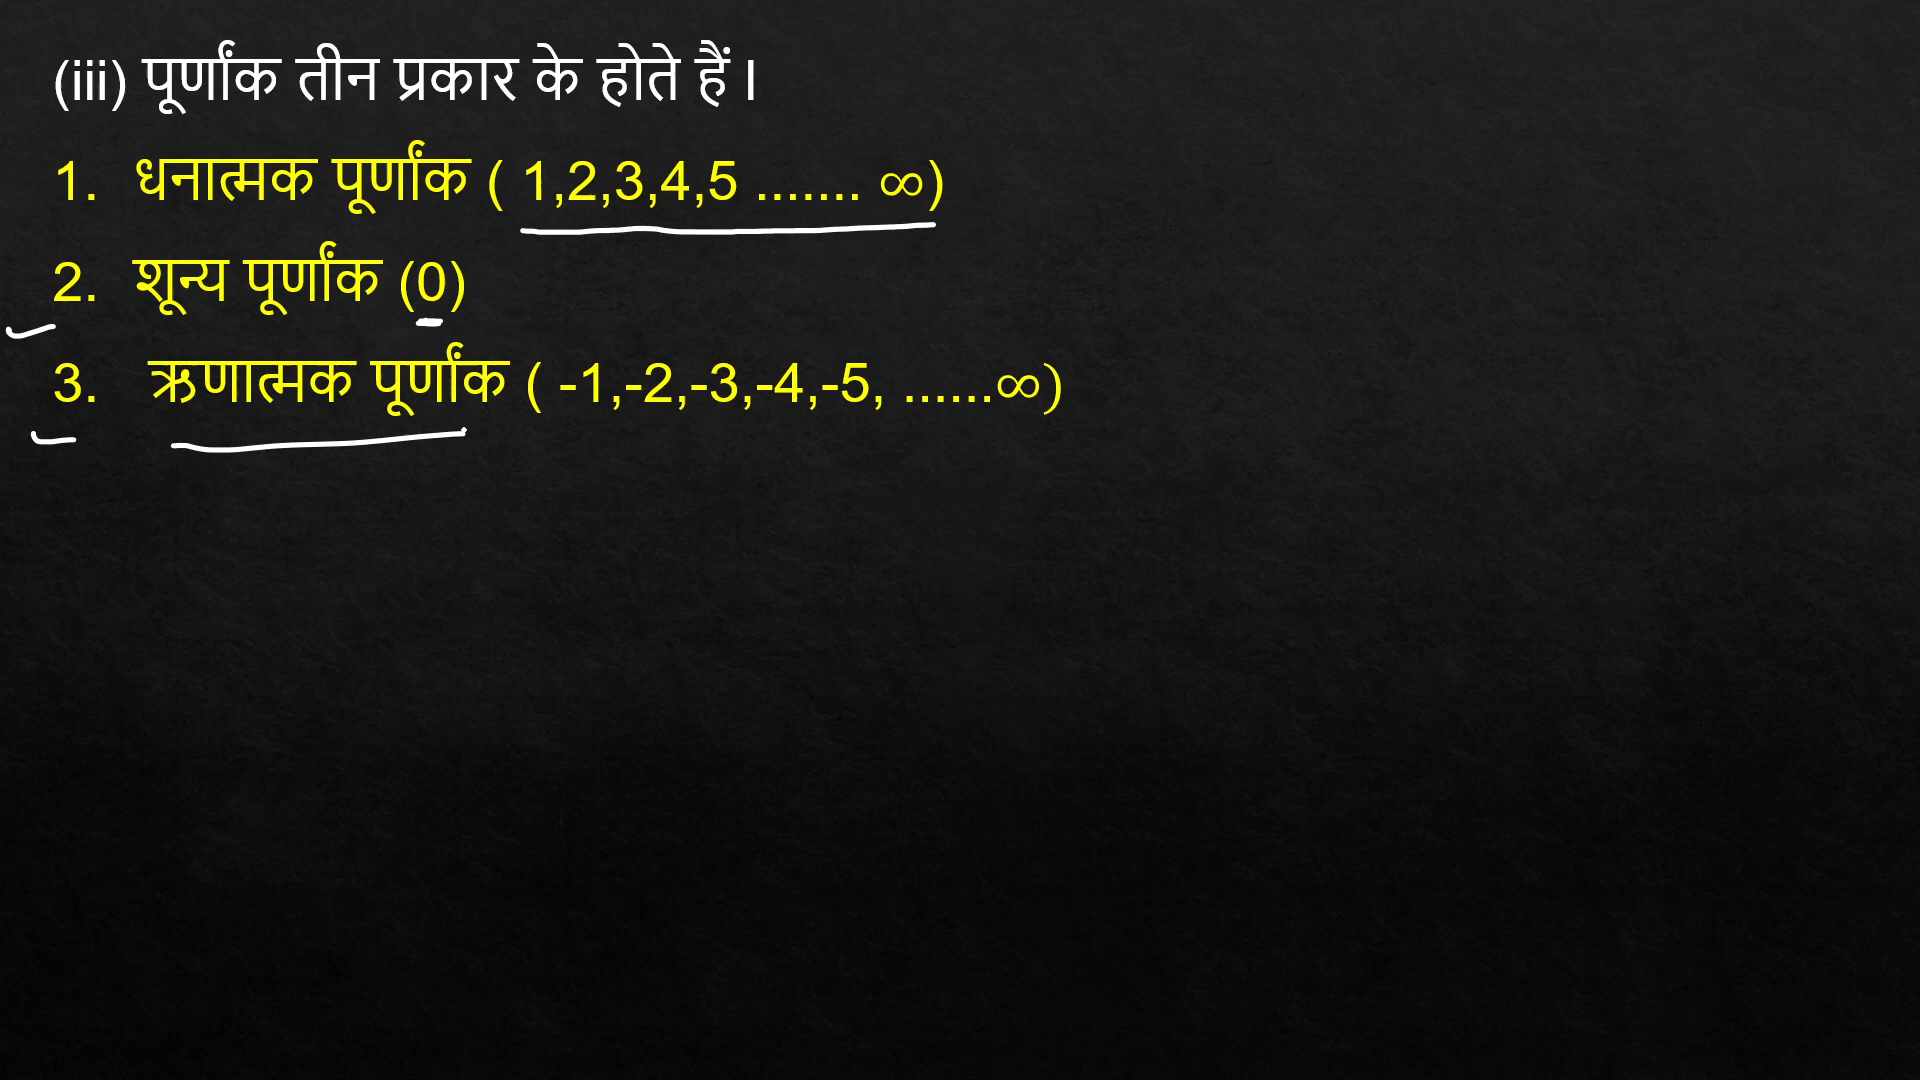 (iii) पूर्णांक तीन प्रकार के होते हैं।
1. धनात्मक पूर्णांक ( 1,2,3,4,5 ....... ∞)
2. शून्य पूर्णांक (0)
3. ऋणात्मक पूर्णांक ( -1,-2,-3,-4,-5, ......∞)